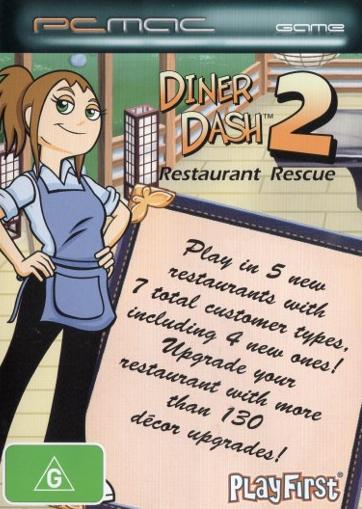 PC MAC GAME
DINER
DASH™ 2
Restaurant Rescue
Play in 5 new
restaurants with
7 total customer types,
including 4 new ones!
Upgrade your
restaurant with more
than 130
décor upgrades!
G
PLAYFIRST®